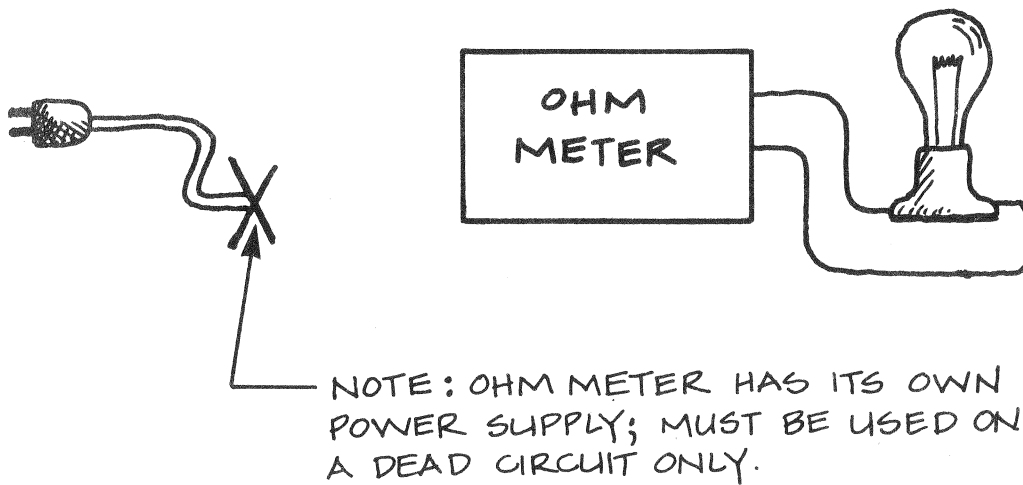 OHM
METER
NOTE: OHM METER HAS ITS OWN
POWER SUPPLY; MUST BE USED ON
A DEAD CIRCUIT ONLY.